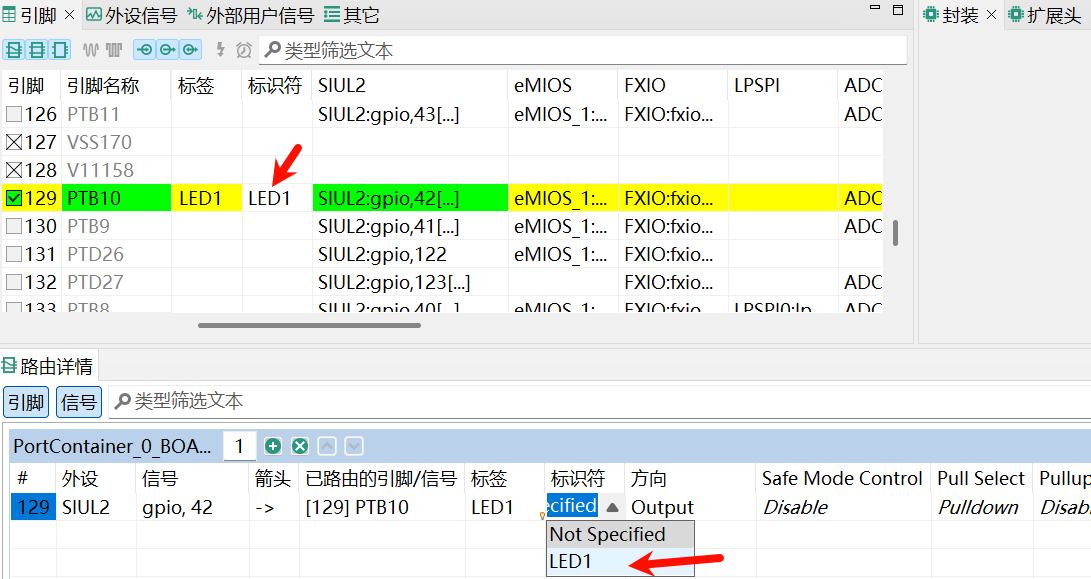 引脚 外设信号 外部用户信号 其它 封装 扩展头
类型筛选文本
引脚 引脚名称 标签 标识符 SIUL2 eMIOS FXIO LPSPI ADC
126 PTB11 SIUL2:gpio,43[...] eMIOS_1:... FXIO:fxio... ADC
127 VSS170
128 V11158
129 PTB10 LED1 LED1 SIUL2:gpio,42[...] eMIOS_1:... FXIO:fxio... ADC
130 PTB9 SIUL2:gpio,41[...] eMIOS_1:... FXIO:fxio... ADC
131 PTD26 SIUL2:gpio,122 eMIOS_1:... FXIO:fxio...
132 PTD27 SIUL2:gpio,123[...] FXIO:fxio... ADC
133 PTB8 SIUL2:gpio,40[...] eMIOS_1:... FXIO:fxio... LPSPI0:lp... ADC
路由详情
引脚 信号 类型筛选文本
PortContainer_0_BOA... 1
# 外设 信号 箭头 已路由的引脚/信号 标签 标识符 方向 Safe Mode Control Pull Select Pullup
129 SIUL2 gpio, 42 -> [129] PTB10 LED1 ecified Output Disable Pulldown Disab
Not Specified
LED1